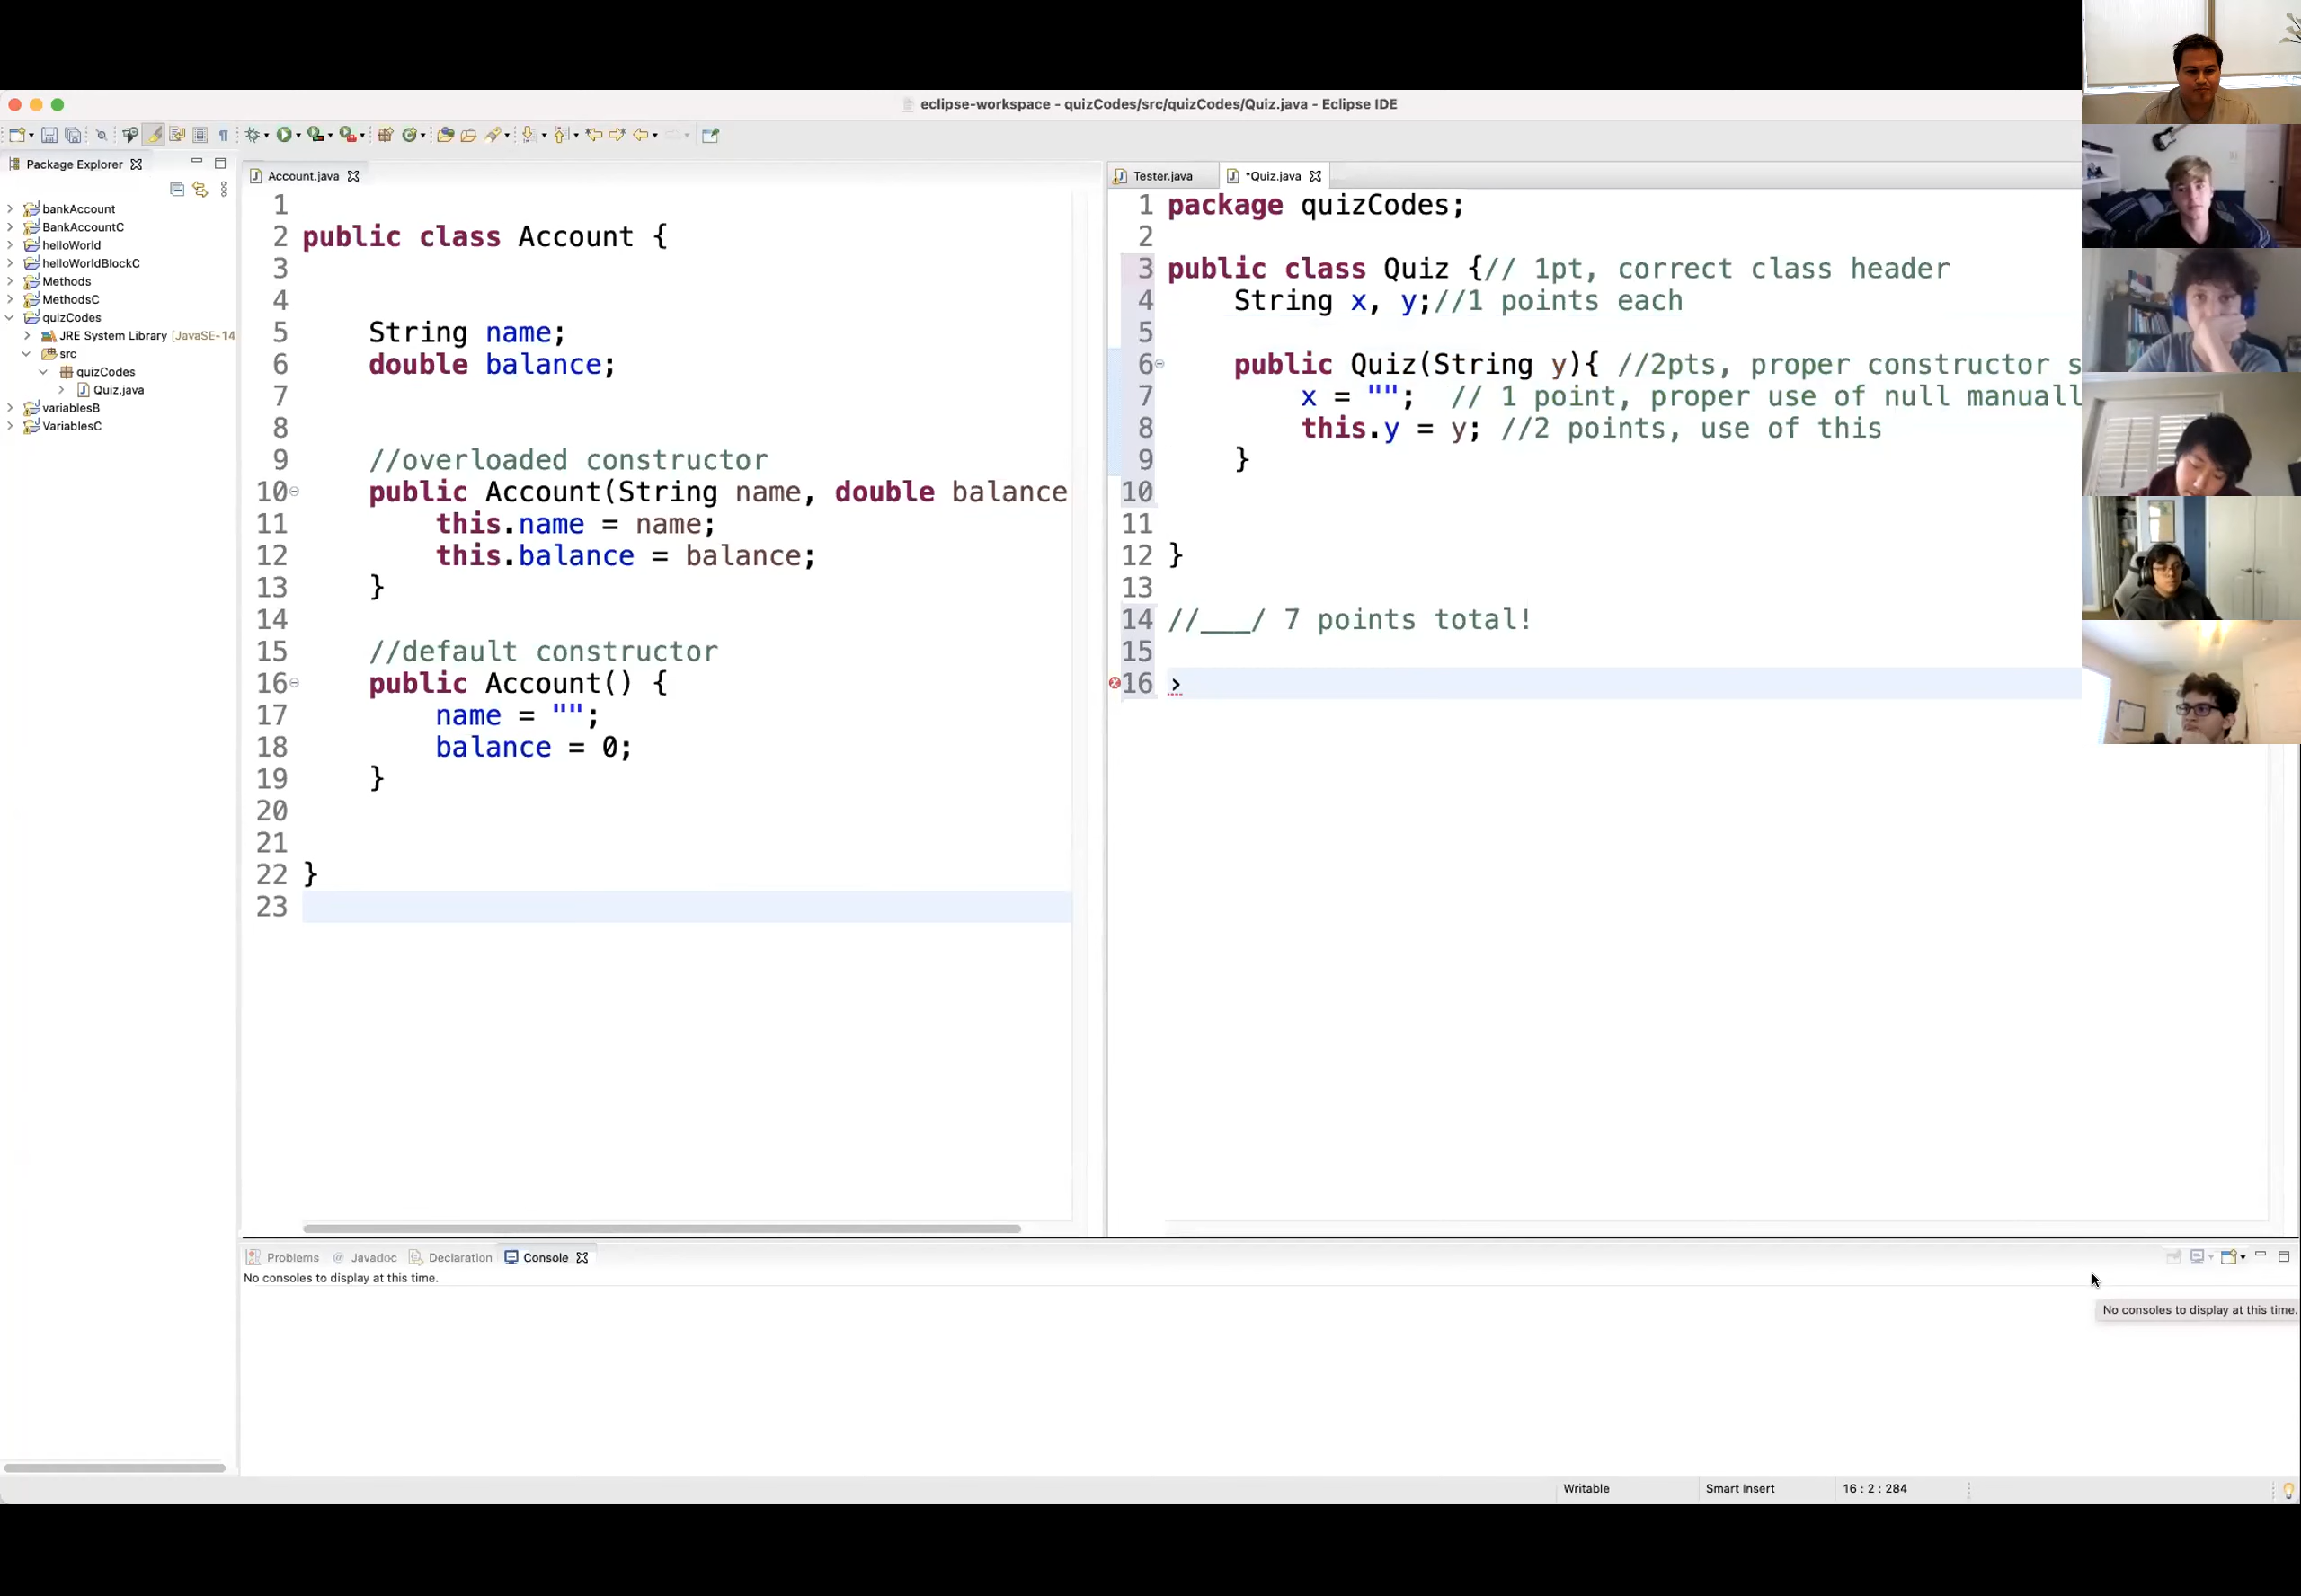 eclipse-workspace - quizCodes/src/quizCodes/Quiz.java - Eclipse IDE
Package Explorer
bankAccount
BankAccountC
helloWorld
helloWorldBlockC
Methods
MethodsC
quizCodes
JRE System Library [JavaSE-14
src
quizCodes
Quiz.java
variablesB
VariablesC
Account.java
1
2 public class Account {
3
4
5 String name;
6 double balance;
7
8
9 //overloaded constructor
10 public Account(String name, double balance
11 this.name = name;
12 this.balance = balance;
13 }
14
15 //default constructor
16 public Account() {
17 name = "";
18 balance = 0;
19 }
20
21
22 }
23
Tester.java *Quiz.java
1 package quizCodes;
2
3 public class Quiz {// 1pt, correct class header
4 String x, y;//1 points each
5
6 public Quiz(String y){ //2pts, proper constructor s
7 x = ""; // 1 point, proper use of null manuall
8 this.y = y; //2 points, use of this
9 }
10
11
12 }
13
14 //___/ 7 points total!
15
16 >
Problems Javadoc Declaration Console
No consoles to display at this time.
No consoles to display at this time.
Writable Smart Insert 16 : 2 : 284